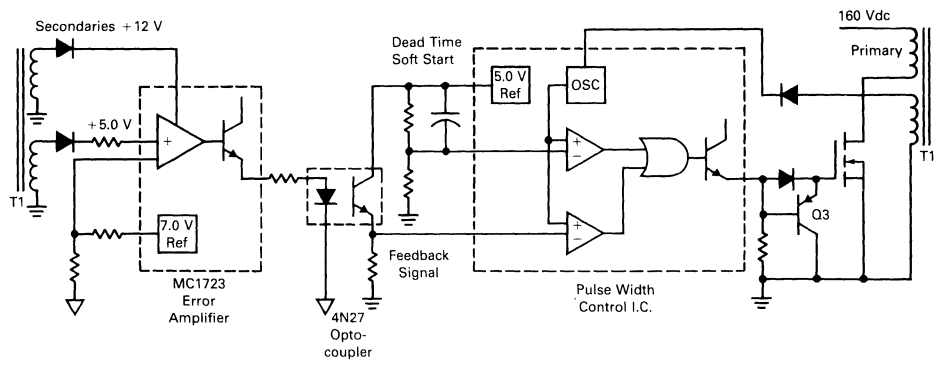 Secondaries +12 V
+5.0 V
T1
7.0 V
Ref
MC1723
Error
Amplifier
4N27
Opto-
coupler
Dead Time
Soft Start
5.0 V
Ref
OSC
+
−
+
−
+
−
Feedback
Signal
Pulse Width
Control I.C.
160 Vdc
Primary
T1
Q3